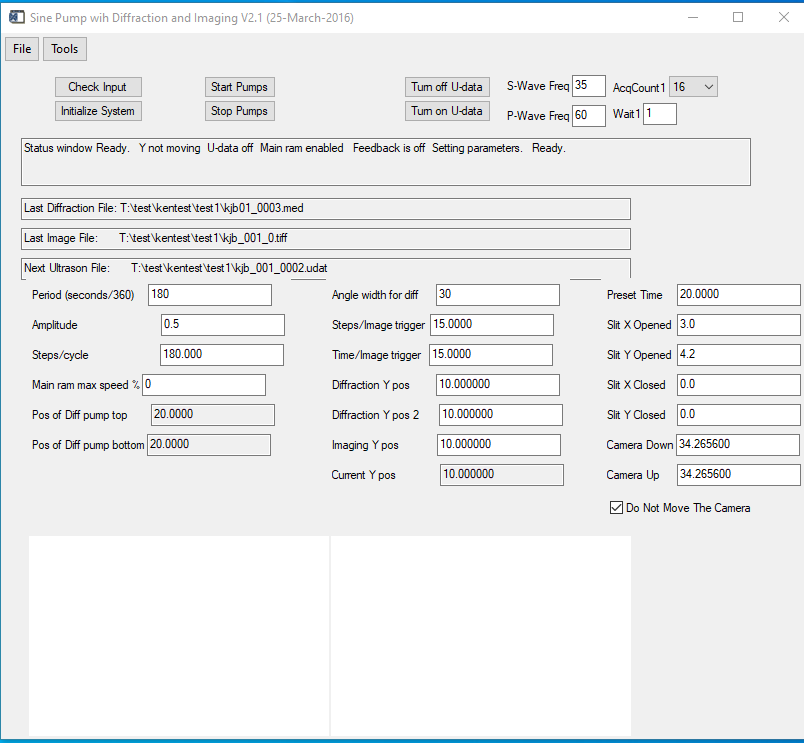 Sine Pump wih Diffraction and Imaging V2.1 (25-March-2016)
File Tools
Check Input Start Pumps Turn off U-data S-Wave Freq 35 AcqCount1 16
Initialize System Stop Pumps Turn on U-data P-Wave Freq 60 Wait1 1
Status window Ready. Y not moving U-data off Main ram enabled Feedback is off Setting parameters. Ready.
Last Diffraction File: T:\test\kentest\test1\kjb01_0003.med
Last Image File: T:\test\kentest\test1\kjb_001_0.tiff
Next Ultrason File: T:\test\kentest\test1\kjb_001_0002.udat
Period (seconds/360) 180 Angle width for diff 30 Preset Time 20.0000
Amplitude 0.5 Steps/Image trigger 15.0000 Slit X Opened 3.0
Steps/cycle 180.000 Time/Image trigger 15.0000 Slit Y Opened 4.2
Main ram max speed % 0 Diffraction Y pos 10.000000 Slit X Closed 0.0
Pos of Diff pump top 20.0000 Diffraction Y pos 2 10.000000 Slit Y Closed 0.0
Pos of Diff pump bottom 20.0000 Imaging Y pos 10.000000 Camera Down 34.265600
Current Y pos 10.000000 Camera Up 34.265600
Do Not Move The Camera